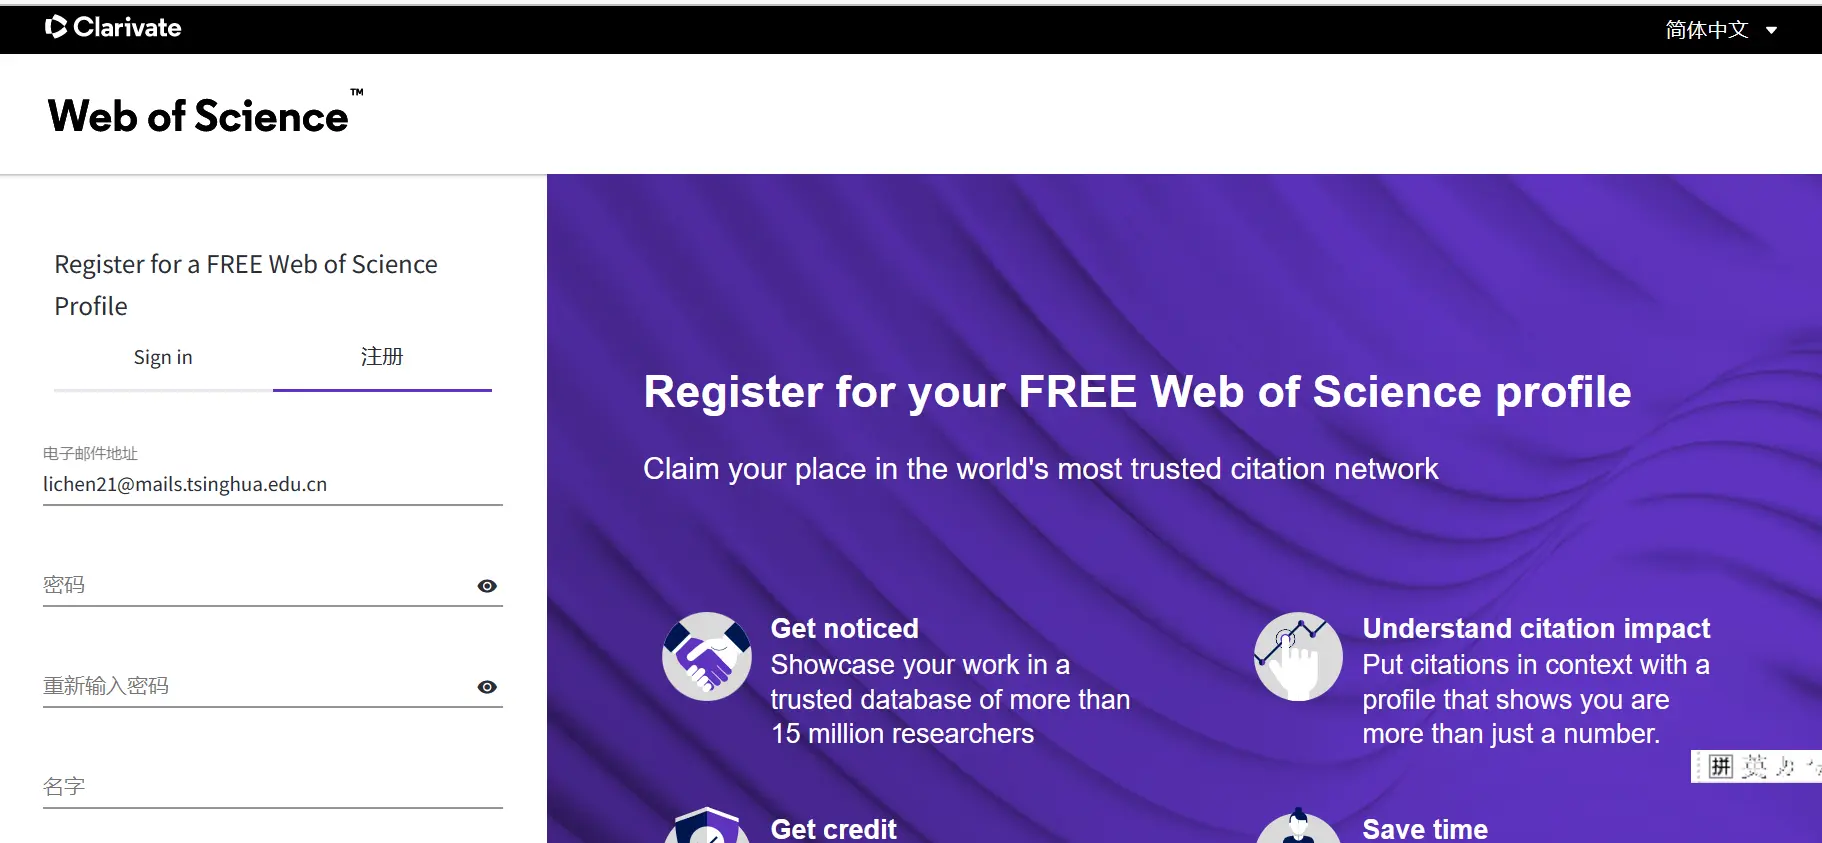 Clarivate
简体中文
Web of Science™
Register for a FREE Web of Science
Profile
Sign in
注册
电子邮件地址
lichen21@mails.tsinghua.edu.cn
密码
重新输入密码
名字
Register for your FREE Web of Science profile
Claim your place in the world's most trusted citation network
Get noticed
Showcase your work in a
trusted database of more than
15 million researchers
Understand citation impact
Put citations in context with a
profile that shows you are
more than just a number.
Get credit
Save time
拼 英